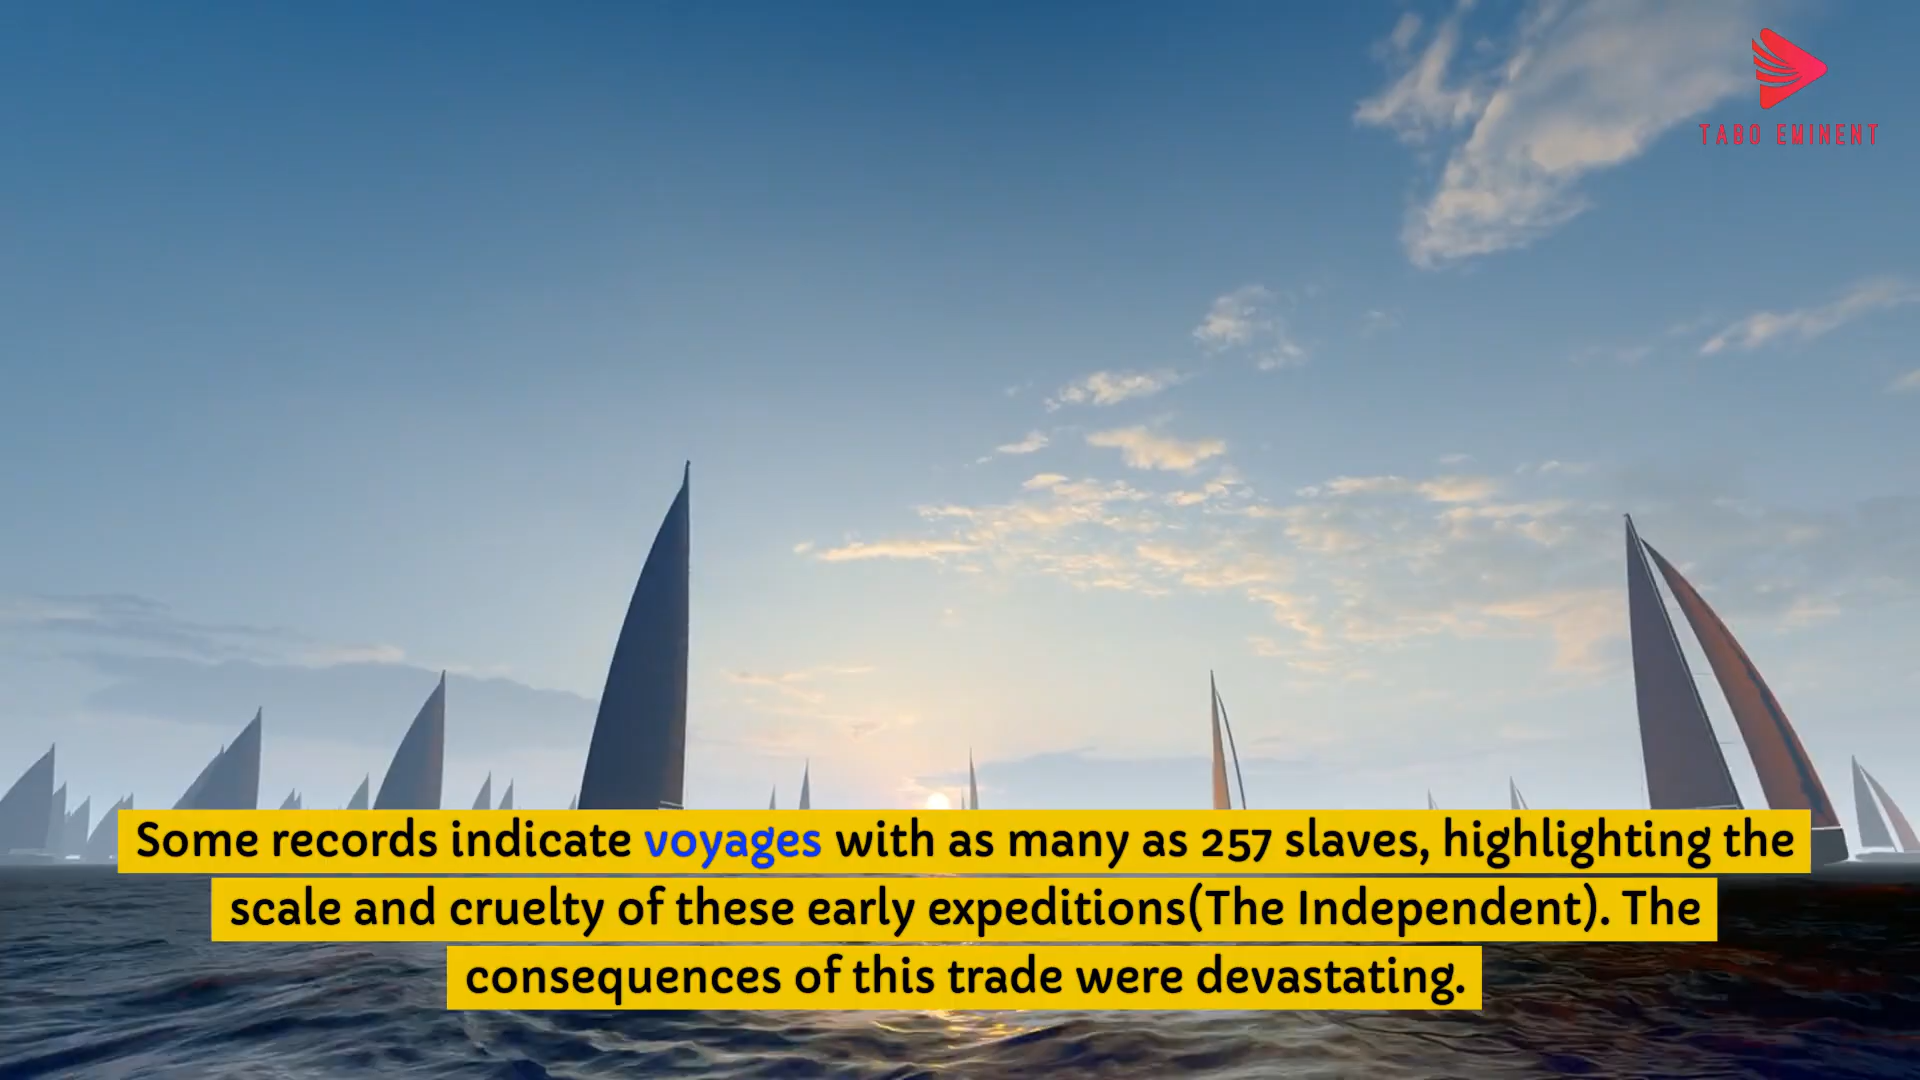 TABO EMINENT
Some records indicate voyages with as many as 257 slaves, highlighting the
scale and cruelty of these early expeditions(The Independent). The
consequences of this trade were devastating.